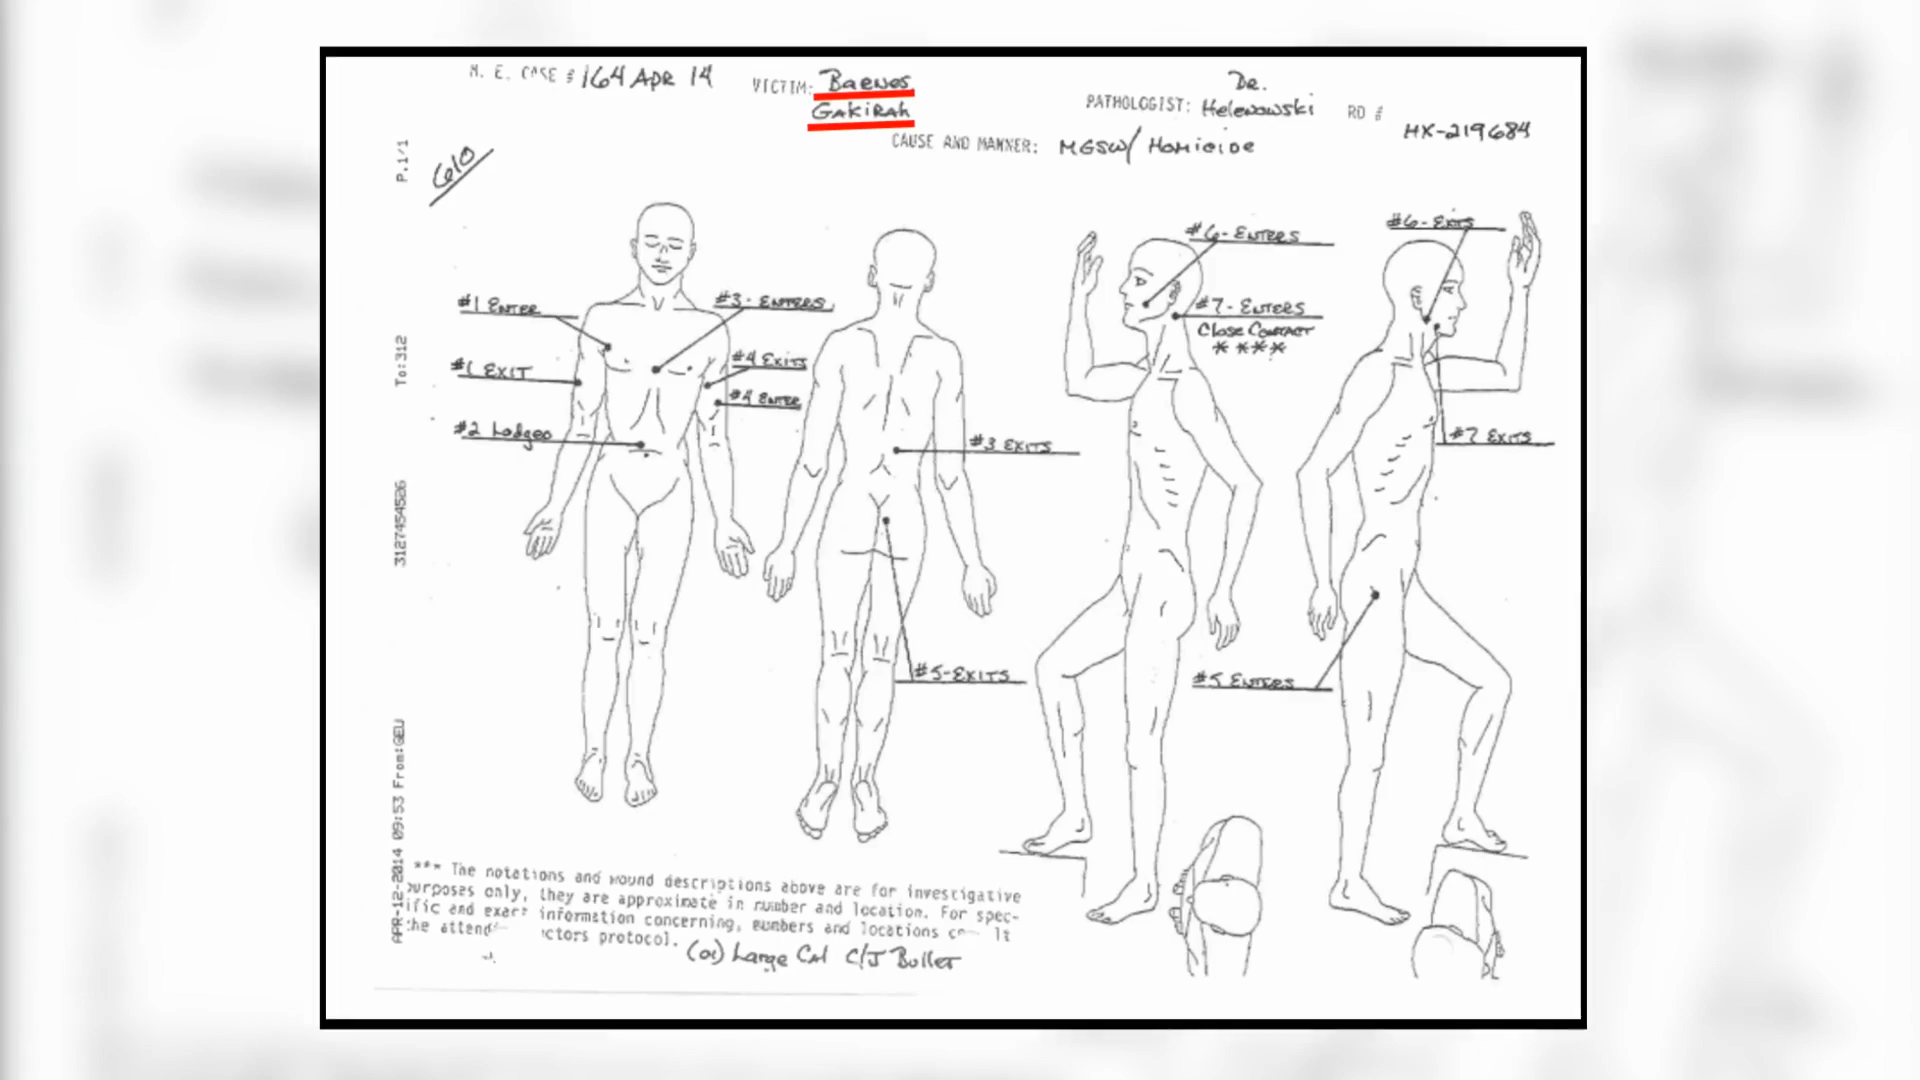 M. E. CASE # 164 APR 14
VICTIM: Barnes
GAKIRAH
Dr.
PATHOLOGIST: Helenowski
RD #
HX-219684
CAUSE AND MANNER: MGSW/ Homicide
P.1/1
610
To:312
3127454526
APR-12-2014 09:53 From:GEU
#1 ENTER
#1 EXIT
#2 Lodged
#3- ENTERS
#4 EXITS
#4 ENTER
#3 EXITS
#5-EXITS
#6- ENTERS
#7- ENTERS
Close CONTACT
****
#6- EXITS
#7 EXITS
#5 ENTERS
*** The notations and wound descriptions above are for investigative
purposes only, they are approximate in number and location. For spec-
ific and exact information concerning, numbers and locations
the attend ctors protocol.
(01) Large Cal C/J Bullet